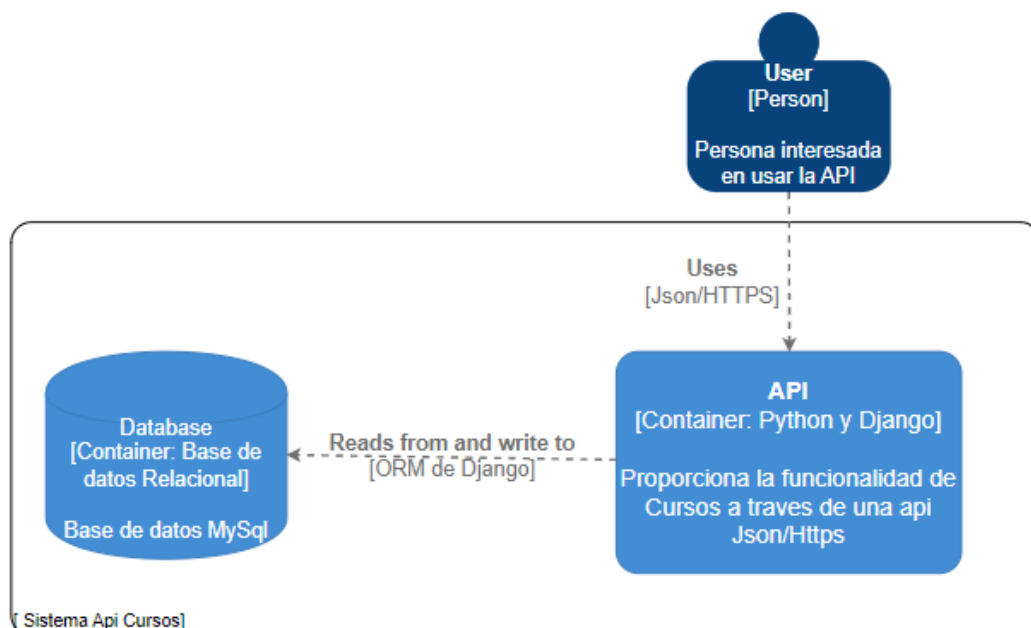 User
[Person]
Persona interesada
en usar la API
Uses
[Json/HTTPS]
API
[Container: Python y Django]
Proporciona la funcionalidad de
Cursos a traves de una api
Json/Https
Reads from and write to
[ORM de Django]
Database
[Container: Base de
datos Relacional]
Base de datos MySql
[ Sistema Api Cursos]